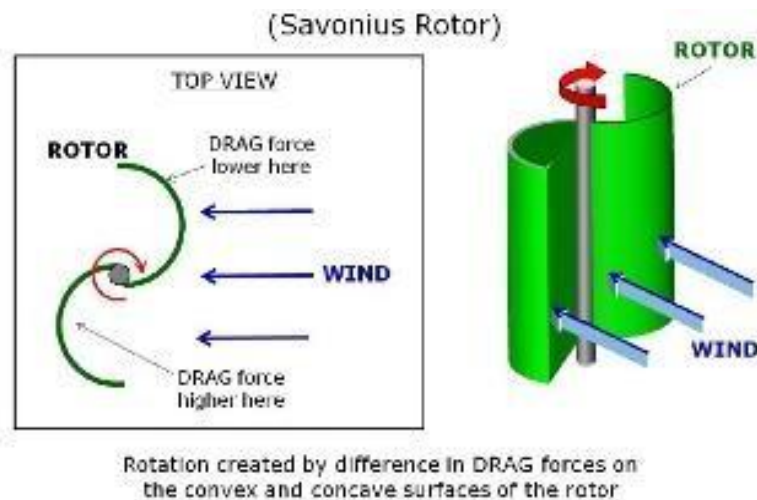 (Savonius Rotor)
TOP VIEW
ROTOR
DRAG force
lower here
WIND
DRAG force
higher here
ROTOR
WIND
Rotation created by difference in DRAG forces on
the convex and concave surfaces of the rotor